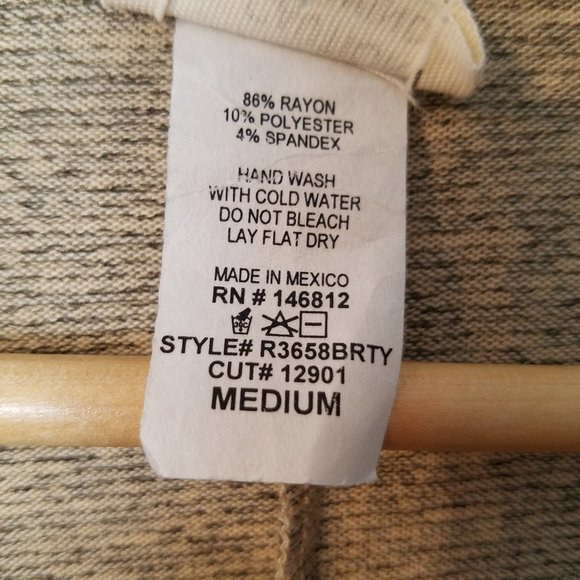 86% RAYON
10% POLYESTER
4% SPANDEX
HAND WASH
WITH COLD WATER
DO NOT BLEACH
LAY FLAT DRY
MADE IN MEXICO
RN # 146812
STYLE# R3658BRTY
CUT# 12901
MEDIUM